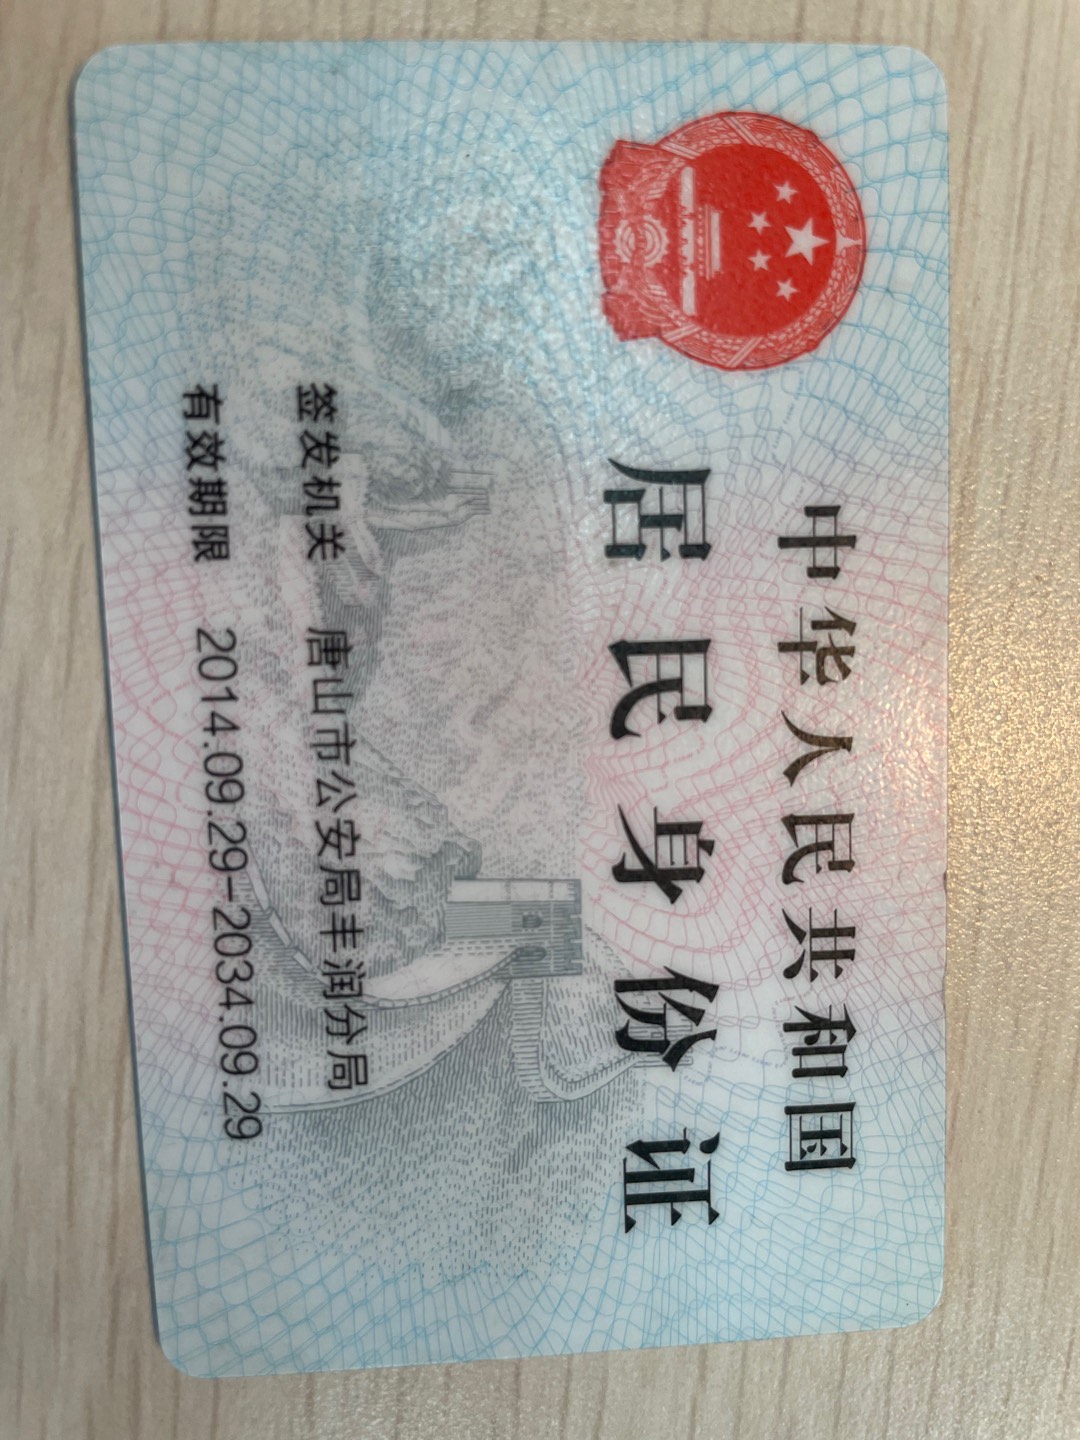 中华人民共和国
居民身份证
签发机关 唐山市公安局丰润分局
有效期限 2014.09.29-2034.09.29